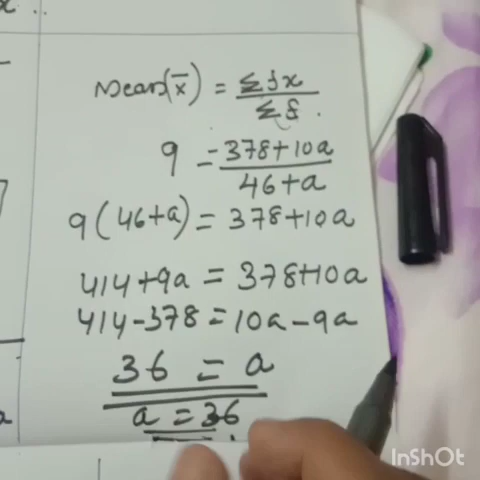 Mean(x̄) = Σfx / Σf.
9 = 378+10a / 46+a
9(46+a) = 378+10a
414+9a = 378+10a
414-378 = 10a-9a
36 = a
a = 36
InShOt